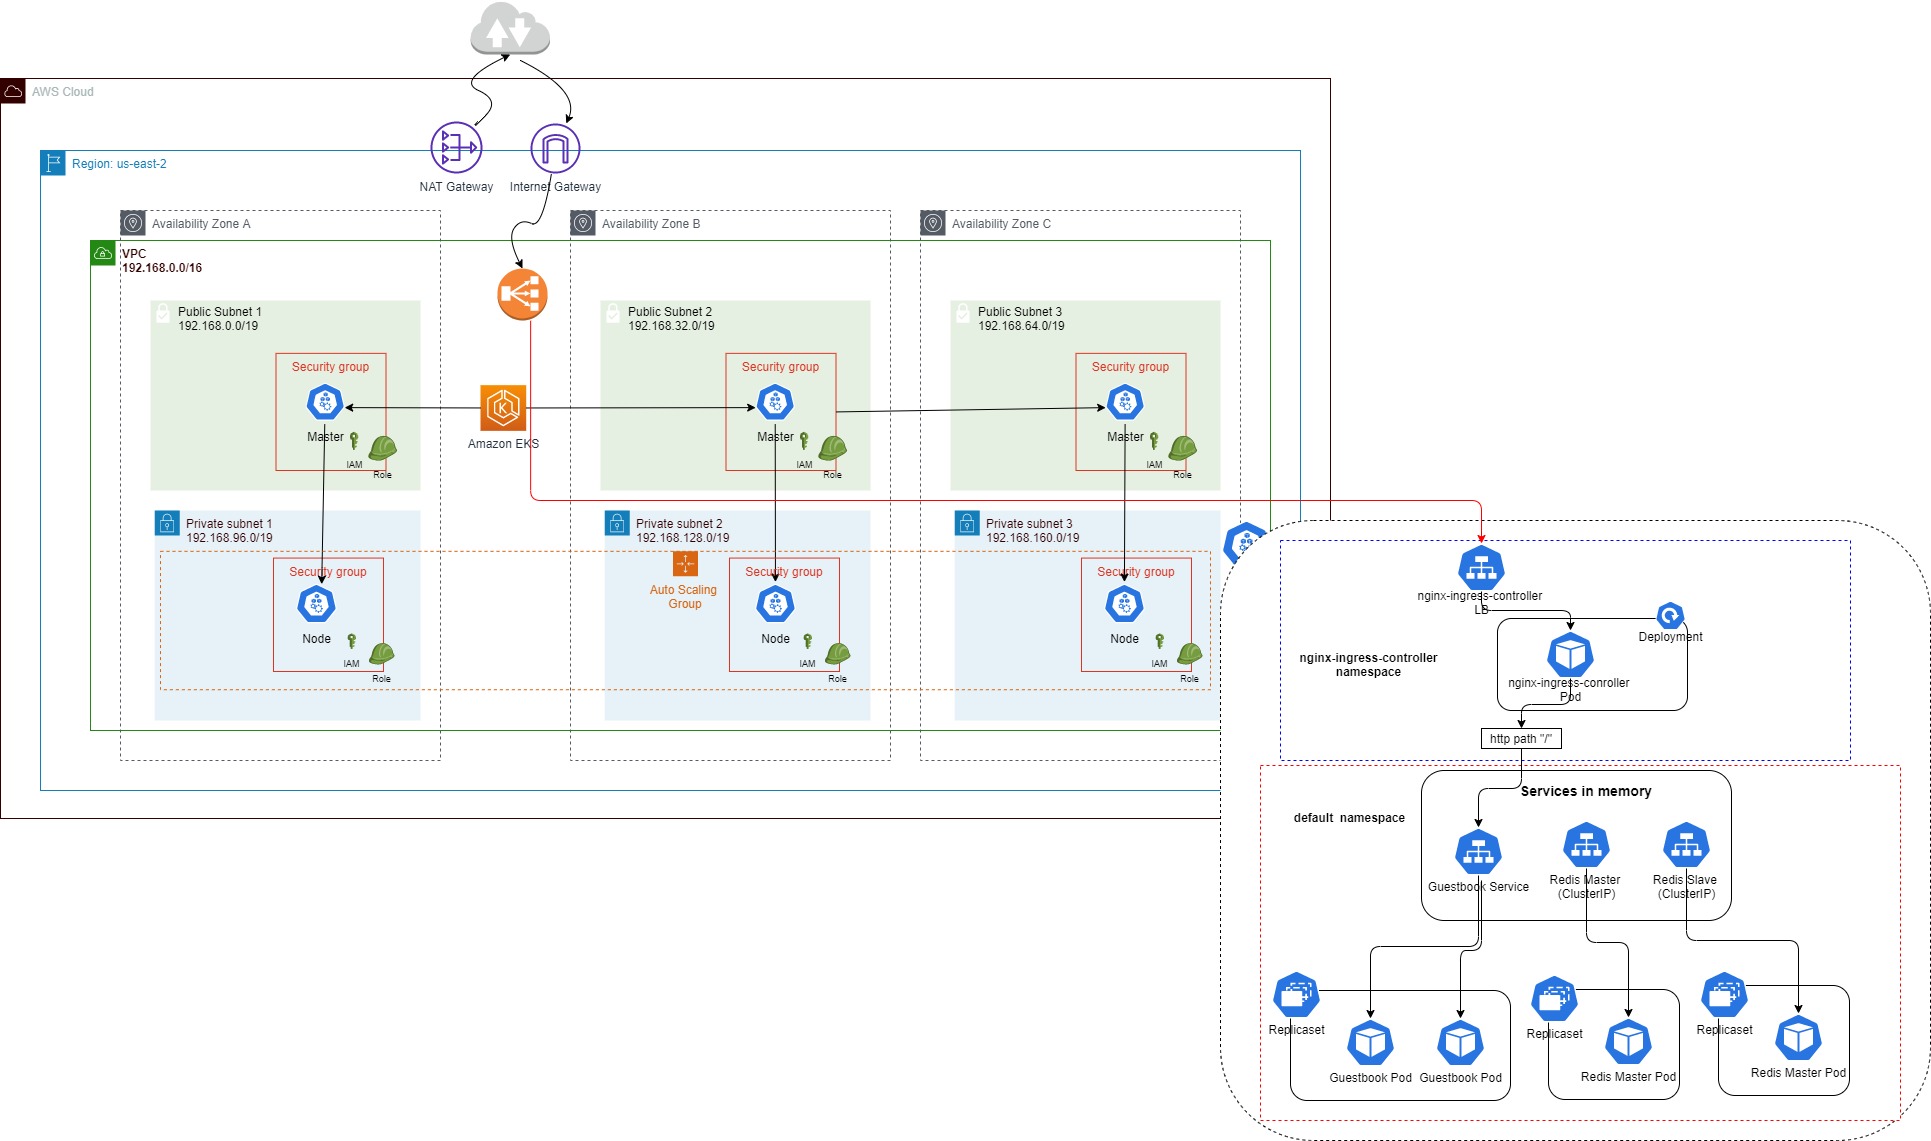 AWS Cloud
Region: us-east-2
NAT Gateway
Internet Gateway
Availability Zone A
Availability Zone B
Availability Zone C
VPC
192.168.0.0/16
Public Subnet 1
192.168.0.0/19
Public Subnet 2
192.168.32.0/19
Public Subnet 3
192.168.64.0/19
Security group
Security group
Security group
Master
IAM
Role
Amazon EKS
Master
IAM
Role
Master
IAM
Role
Private subnet 1
192.168.96.0/19
Private subnet 2
192.168.128.0/19
Private subnet 3
192.168.160.0/19
Security group
Auto Scaling
Group
Security group
Security group
Node
IAM
Role
Node
IAM
Role
Node
IAM
Role
nginx-ingress-controller
LB
Deployment
nginx-ingress-controller
namespace
nginx-ingress-conroller
Pod
http path "/"
Services in memory
default namespace
Guestbook Service
Redis Master
(ClusterIP)
Redis Slave
(ClusterIP)
Replicaset
Guestbook Pod
Guestbook Pod
Replicaset
Redis Master Pod
Replicaset
Redis Master Pod